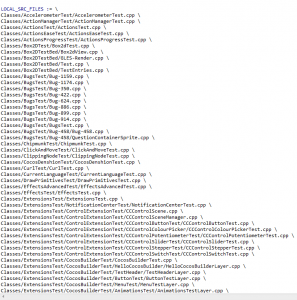 LOCAL_SRC_FILES := \
Classes/AccelerometerTest/AccelerometerTest.cpp \
Classes/ActionManagerTest/ActionManagerTest.cpp \
Classes/ActionsTest/ActionsTest.cpp \
Classes/ActionsEaseTest/ActionsEaseTest.cpp \
Classes/ActionsProgressTest/ActionsProgressTest.cpp \
Classes/Box2DTest/Box2dTest.cpp \
Classes/Box2DTestBed/Box2dView.cpp \
Classes/Box2DTestBed/GLES-Render.cpp \
Classes/Box2DTestBed/Test.cpp \
Classes/Box2DTestBed/TestEntries.cpp \
Classes/BugsTest/Bug-1159.cpp \
Classes/BugsTest/Bug-1174.cpp \
Classes/BugsTest/Bug-350.cpp \
Classes/BugsTest/Bug-422.cpp \
Classes/BugsTest/Bug-624.cpp \
Classes/BugsTest/Bug-886.cpp \
Classes/BugsTest/Bug-899.cpp \
Classes/BugsTest/Bug-914.cpp \
Classes/BugsTest/BugsTest.cpp \
Classes/BugsTest/Bug-458/Bug-458.cpp \
Classes/BugsTest/Bug-458/QuestionContainerSprite.cpp \
Classes/ChipmunkTest/ChipmunkTest.cpp \
Classes/ClickAndMoveTest/ClickAndMoveTest.cpp \
Classes/ClippingNodeTest/ClippingNodeTest.cpp \
Classes/CocosDenshionTest/CocosDenshionTest.cpp \
Classes/CurlTest/CurlTest.cpp \
Classes/CurrentLanguageTest/CurrentLanguageTest.cpp \
Classes/DrawPrimitivesTest/DrawPrimitivesTest.cpp \
Classes/EffectsAdvancedTest/EffectsAdvancedTest.cpp \
Classes/EffectsTest/EffectsTest.cpp \
Classes/ExtensionsTest/ExtensionsTest.cpp \
Classes/ExtensionsTest/NotificationCenterTest/NotificationCenterTest.cpp \
Classes/ExtensionsTest/ControlExtensionTest/CCControlScene.cpp \
Classes/ExtensionsTest/ControlExtensionTest/CCControlSceneManager.cpp \
Classes/ExtensionsTest/ControlExtensionTest/CCControlButtonTest/CCControlButtonTest.cpp \
Classes/ExtensionsTest/ControlExtensionTest/CCControlColourPicker/CCControlColourPickerTest.cpp \
Classes/ExtensionsTest/ControlExtensionTest/CCControlPotentiometerTest/CCControlPotentiometerTest.cpp \
Classes/ExtensionsTest/ControlExtensionTest/CCControlSliderTest/CCControlSliderTest.cpp \
Classes/ExtensionsTest/ControlExtensionTest/CCControlStepperTest/CCControlStepperTest.cpp \
Classes/ExtensionsTest/ControlExtensionTest/CCControlSwitchTest/CCControlSwitchTest.cpp \
Classes/ExtensionsTest/CocosBuilderTest/CocosBuilderTest.cpp \
Classes/ExtensionsTest/CocosBuilderTest/HelloCocosBuilder/HelloCocosBuilderLayer.cpp \
Classes/ExtensionsTest/CocosBuilderTest/TestHeader/TestHeaderLayer.cpp \
Classes/ExtensionsTest/CocosBuilderTest/ButtonTest/ButtonTestLayer.cpp \
Classes/ExtensionsTest/CocosBuilderTest/MenuTest/MenuTestLayer.cpp \
Classes/ExtensionsTest/CocosBuilderTest/AnimationsTest/AnimationsTestLayer.cpp \